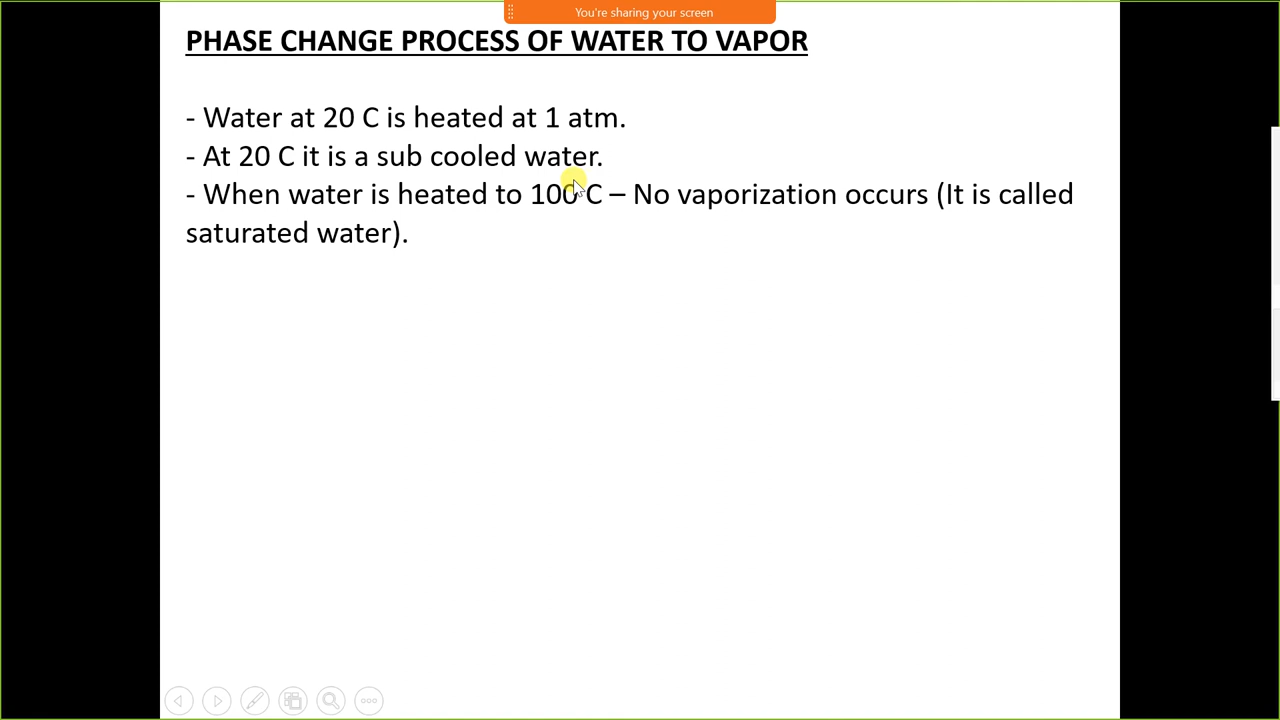 You're sharing your screen
PHASE CHANGE PROCESS OF WATER TO VAPOR
- Water at 20 C is heated at 1 atm.
- At 20 C it is a sub cooled water.
- When water is heated to 100 C – No vaporization occurs (It is called
saturated water).